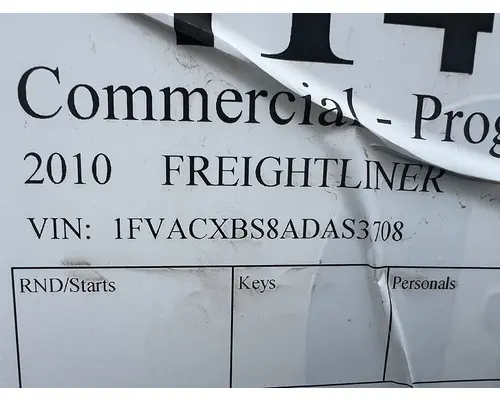 Commercial - Prog
2010 FREIGHTLINER
VIN: 1FVACXBS8ADAS3708
RND/Starts Keys Personals